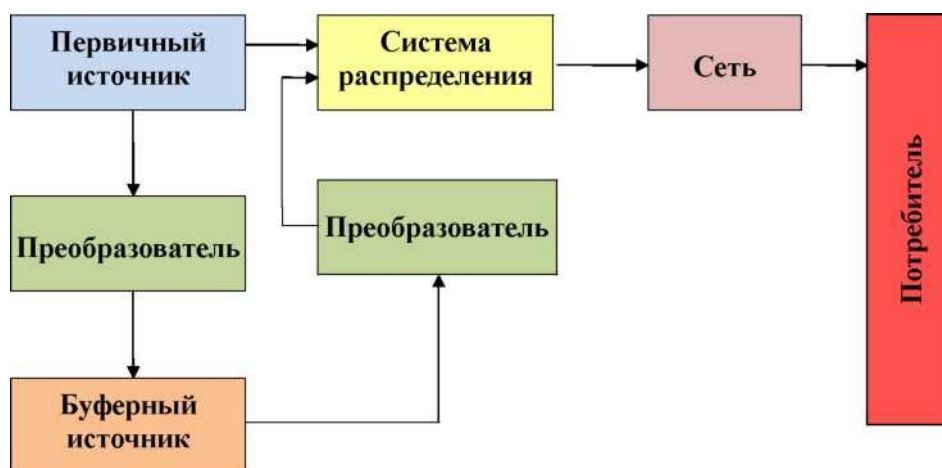 Первичный
источник
Система
распределения
Сеть
Потребитель
Преобразователь
Преобразователь
Буферный
источник